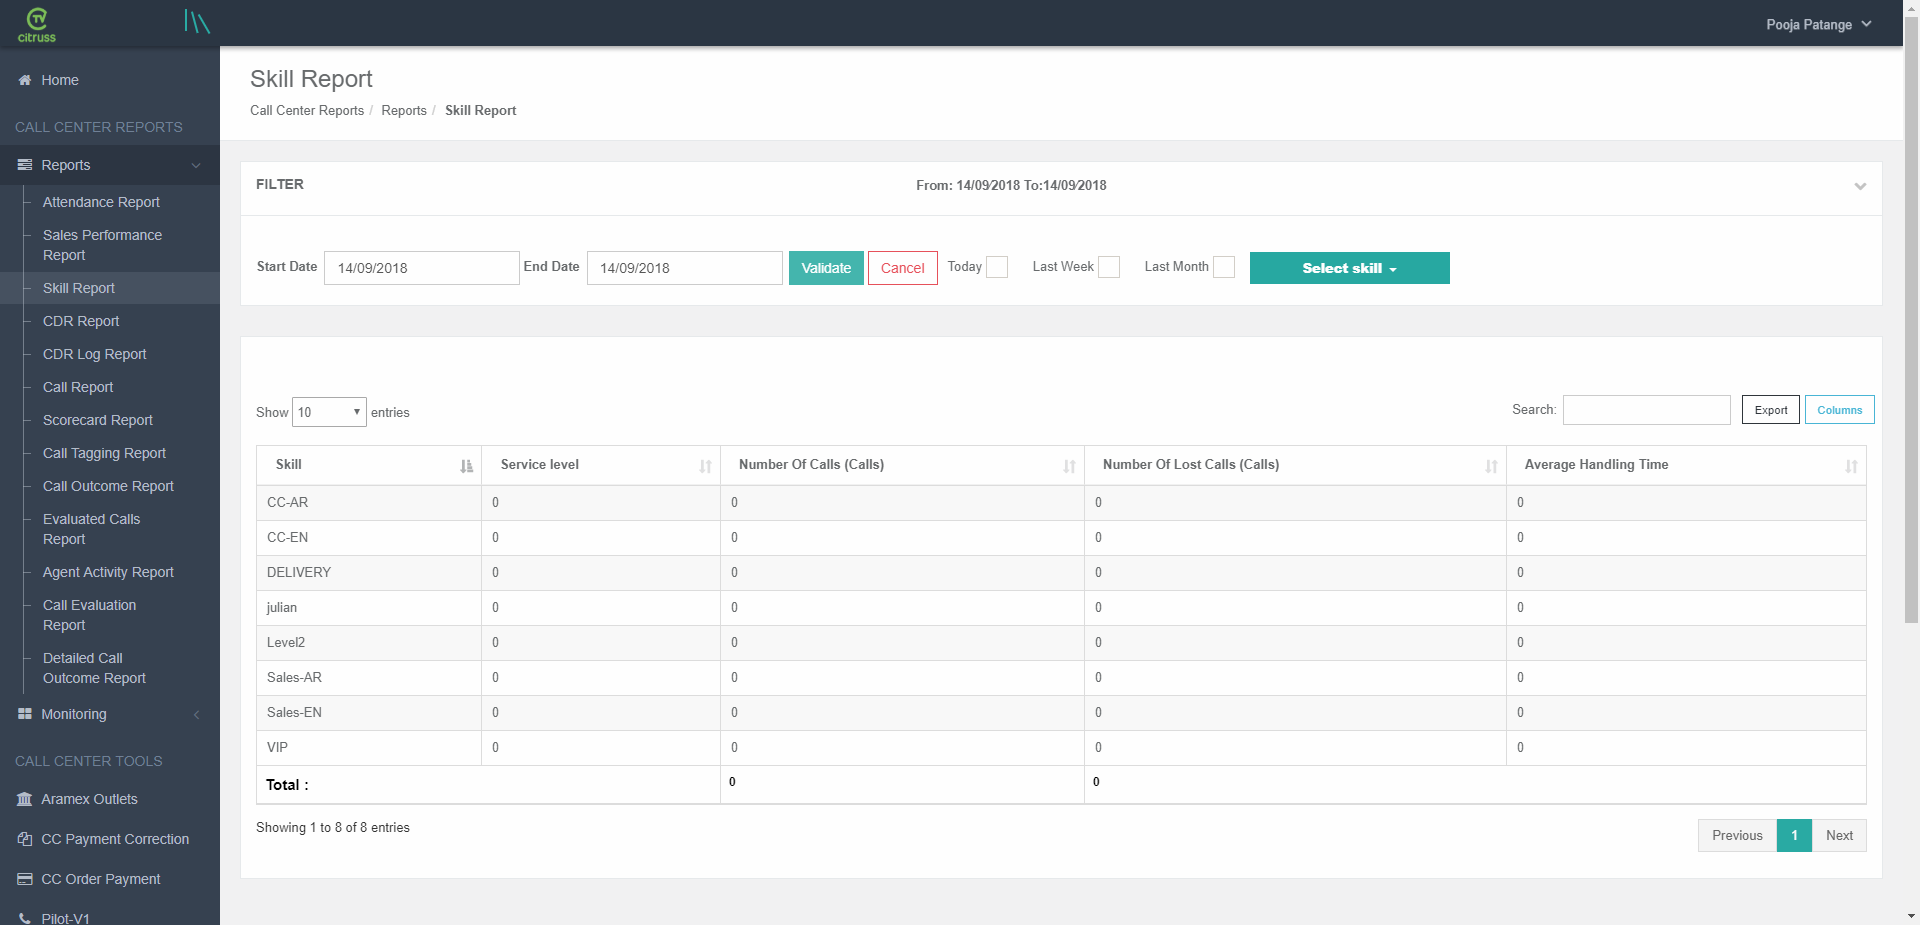 citruss
Pooja Patange
Home
CALL CENTER REPORTS
Reports
Attendance Report
Sales Performance
Report
Skill Report
CDR Report
CDR Log Report
Call Report
Scorecard Report
Call Tagging Report
Call Outcome Report
Evaluated Calls
Report
Agent Activity Report
Call Evaluation
Report
Detailed Call
Outcome Report
Monitoring
CALL CENTER TOOLS
Aramex Outlets
CC Payment Correction
CC Order Payment
Pilot-V1
Skill Report
Call Center Reports / Reports / Skill Report
FILTER From: 14/09/2018 To:14/09/2018
Start Date 14/09/2018 End Date 14/09/2018 Validate Cancel Today Last Week Last Month Select skill
Show 10 entries Search: Export Columns
Skill Service level Number Of Calls (Calls) Number Of Lost Calls (Calls) Average Handling Time
CC-AR 0 0 0 0
CC-EN 0 0 0 0
DELIVERY 0 0 0 0
julian 0 0 0 0
Level2 0 0 0 0
Sales-AR 0 0 0 0
Sales-EN 0 0 0 0
VIP 0 0 0 0
Total : 0 0
Showing 1 to 8 of 8 entries
Previous 1 Next